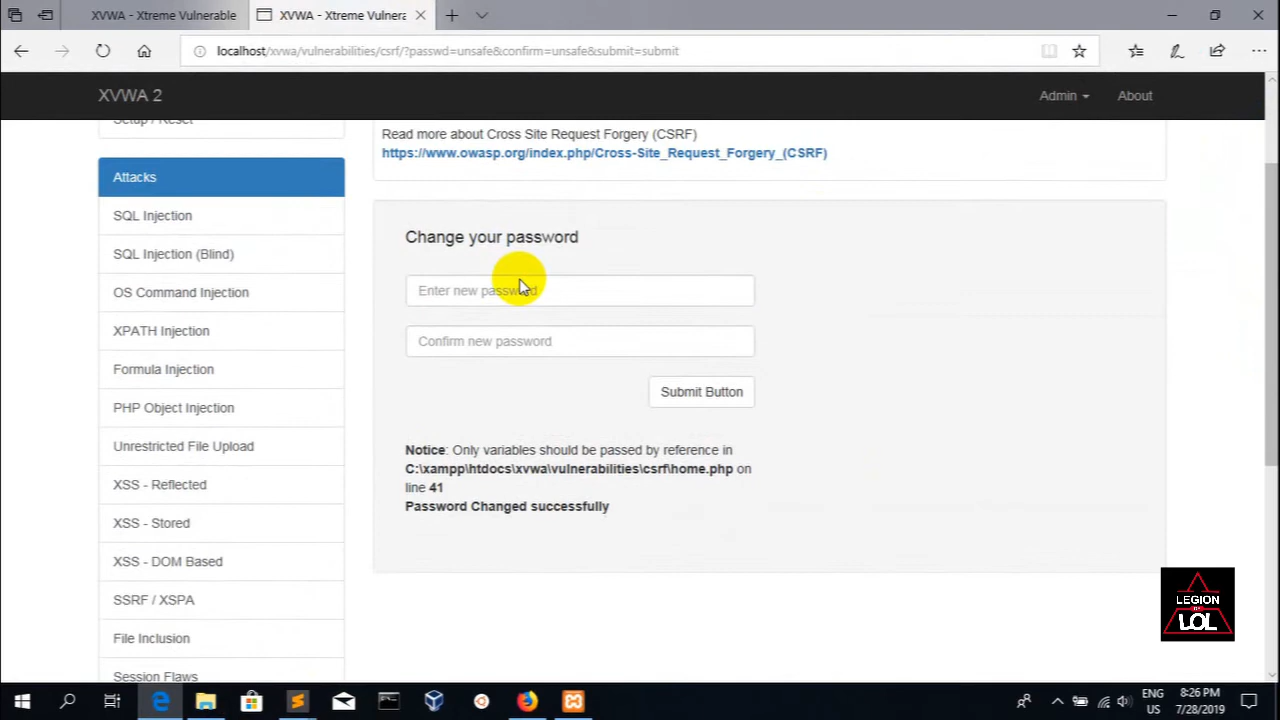 XVWA - Xtreme Vulnerable
XVWA - Xtreme Vulnera
localhost/xvwa/vulnerabilities/csrf/?passwd=unsafe&confirm=unsafe&submit=submit
XVWA 2
Admin
About
Setup / Reset
Attacks
SQL Injection
SQL Injection (Blind)
OS Command Injection
XPATH Injection
Formula Injection
PHP Object Injection
Unrestricted File Upload
XSS - Reflected
XSS - Stored
XSS - DOM Based
SSRF / XSPA
File Inclusion
Session Flaws
Read more about Cross Site Request Forgery (CSRF)
https://www.owasp.org/index.php/Cross-Site_Request_Forgery_(CSRF)
Change your password
Enter new password
Confirm new password
Submit Button
Notice: Only variables should be passed by reference in
C:\xampp\htdocs\xvwa\vulnerabilities\csrf\home.php on
line 41
Password Changed successfully
LEGION
OF
LOL
ENG
US
8:26 PM
7/28/2019